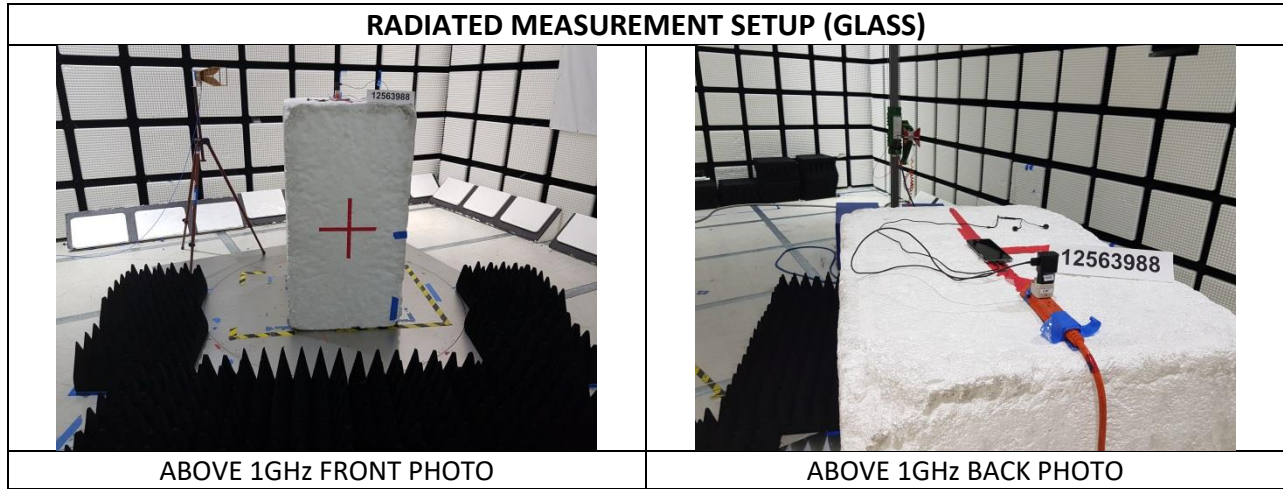 RADIATED MEASUREMENT SETUP (GLASS)
12563988
12563988
ABOVE 1GHz FRONT PHOTO
ABOVE 1GHz BACK PHOTO